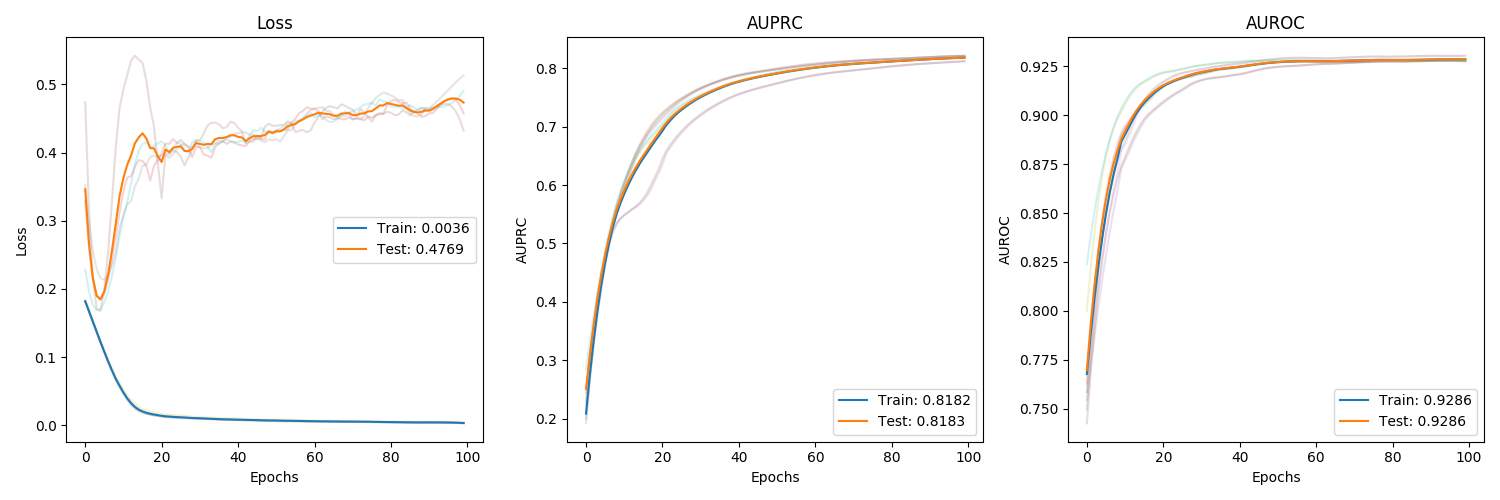 Loss
0.5
0.4
0.3
0.2
0.1
0.0
Loss
0 20 40 60 80 100
Epochs
Train: 0.0036
Test: 0.4769
AUPRC
0.8
0.7
0.6
0.5
0.4
0.3
0.2
AUPRC
0 20 40 60 80 100
Epochs
Train: 0.8182
Test: 0.8183
AUROC
0.925
0.900
0.875
0.850
0.825
0.800
0.775
0.750
AUROC
0 20 40 60 80 100
Epochs
Train: 0.9286
Test: 0.9286